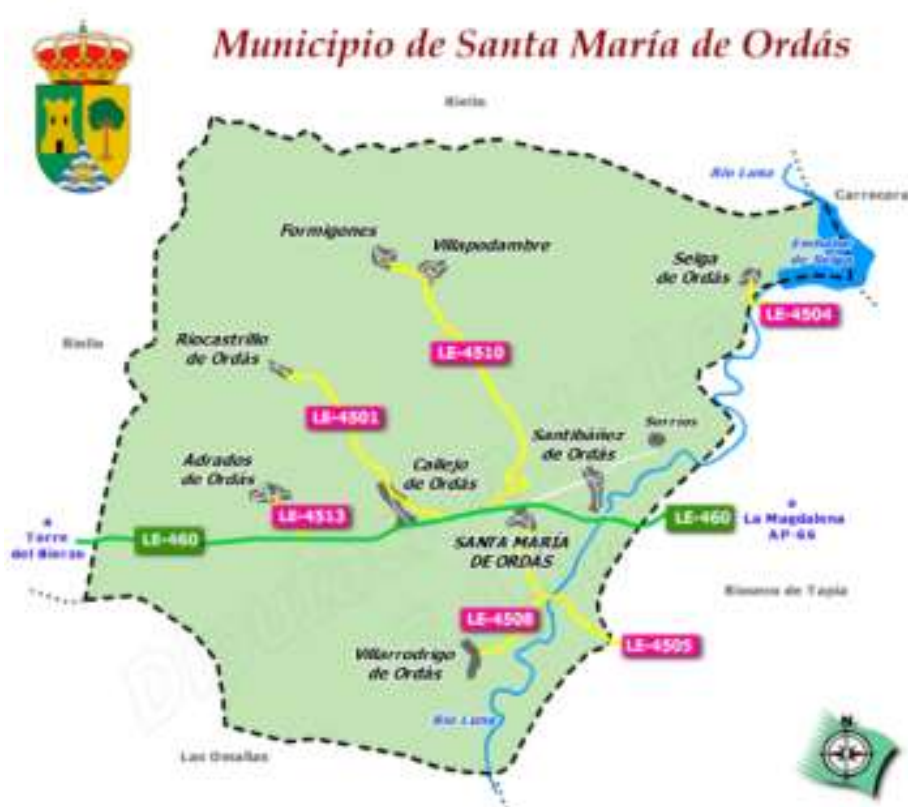 Municipio de Santa María de Ordás
Riello
Río Luna
Carrocera
Formigones
Villapodambre
Selga
de Ordás
Embalse
de Selga
LE-4504
Riello
Riocastrillo
de Ordás
LE-4510
LE-4501
Santibáñez
de Ordás
Sorrios
Adrados
de Ordás
Callejo
de Ordás
LE-4513
Torre
del Bierzo
LE-460
SANTA MARÍA
DE ORDÁS
LE-460
La Magdalena
AP-66
Rioseco de Tapia
LE-4508
LE-4505
Villarrodrigo
de Ordás
Río Luna
Las Omañas
N